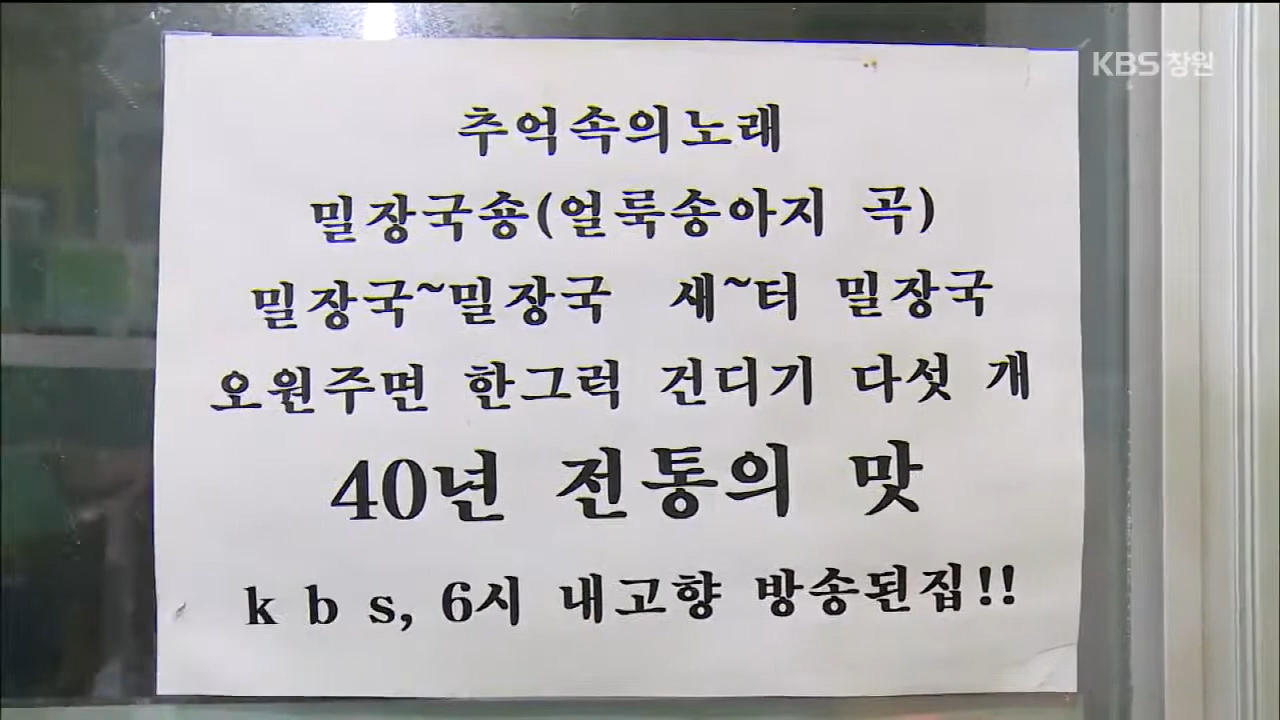 KBS 창원
추억속의노래
밀장국숑(얼룩송아지 곡)
밀장국~밀장국 새~터 밀장국
오원주면 한그럭 건디기 다섯 개
40년 전통의 맛
k b s, 6시 내고향 방송된집!!